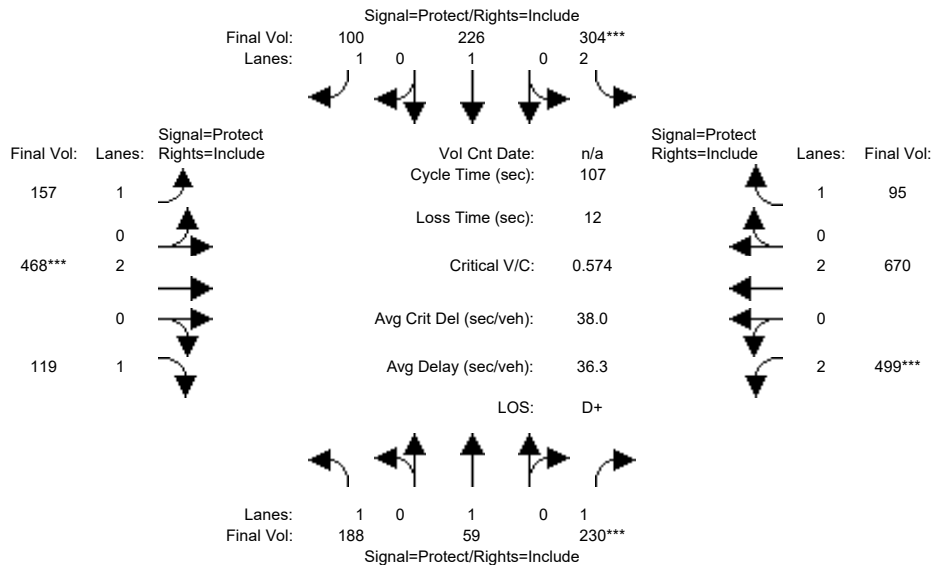 Signal=Protect/Rights=Include
Final Vol: 100 226 304***
Lanes: 1 0 1 0 2
Signal=Protect Signal=Protect
Final Vol: Lanes: Rights=Include Vol Cnt Date: n/a Rights=Include Lanes: Final Vol:
Cycle Time (sec): 107
157 1 1 95
Loss Time (sec): 12
0 0
468*** 2 Critical V/C: 0.574 2 670
0 Avg Crit Del (sec/veh): 38.0 0
119 1 Avg Delay (sec/veh): 36.3 2 499***
LOS: D+
Lanes: 1 0 1 0 1
Final Vol: 188 59 230***
Signal=Protect/Rights=Include